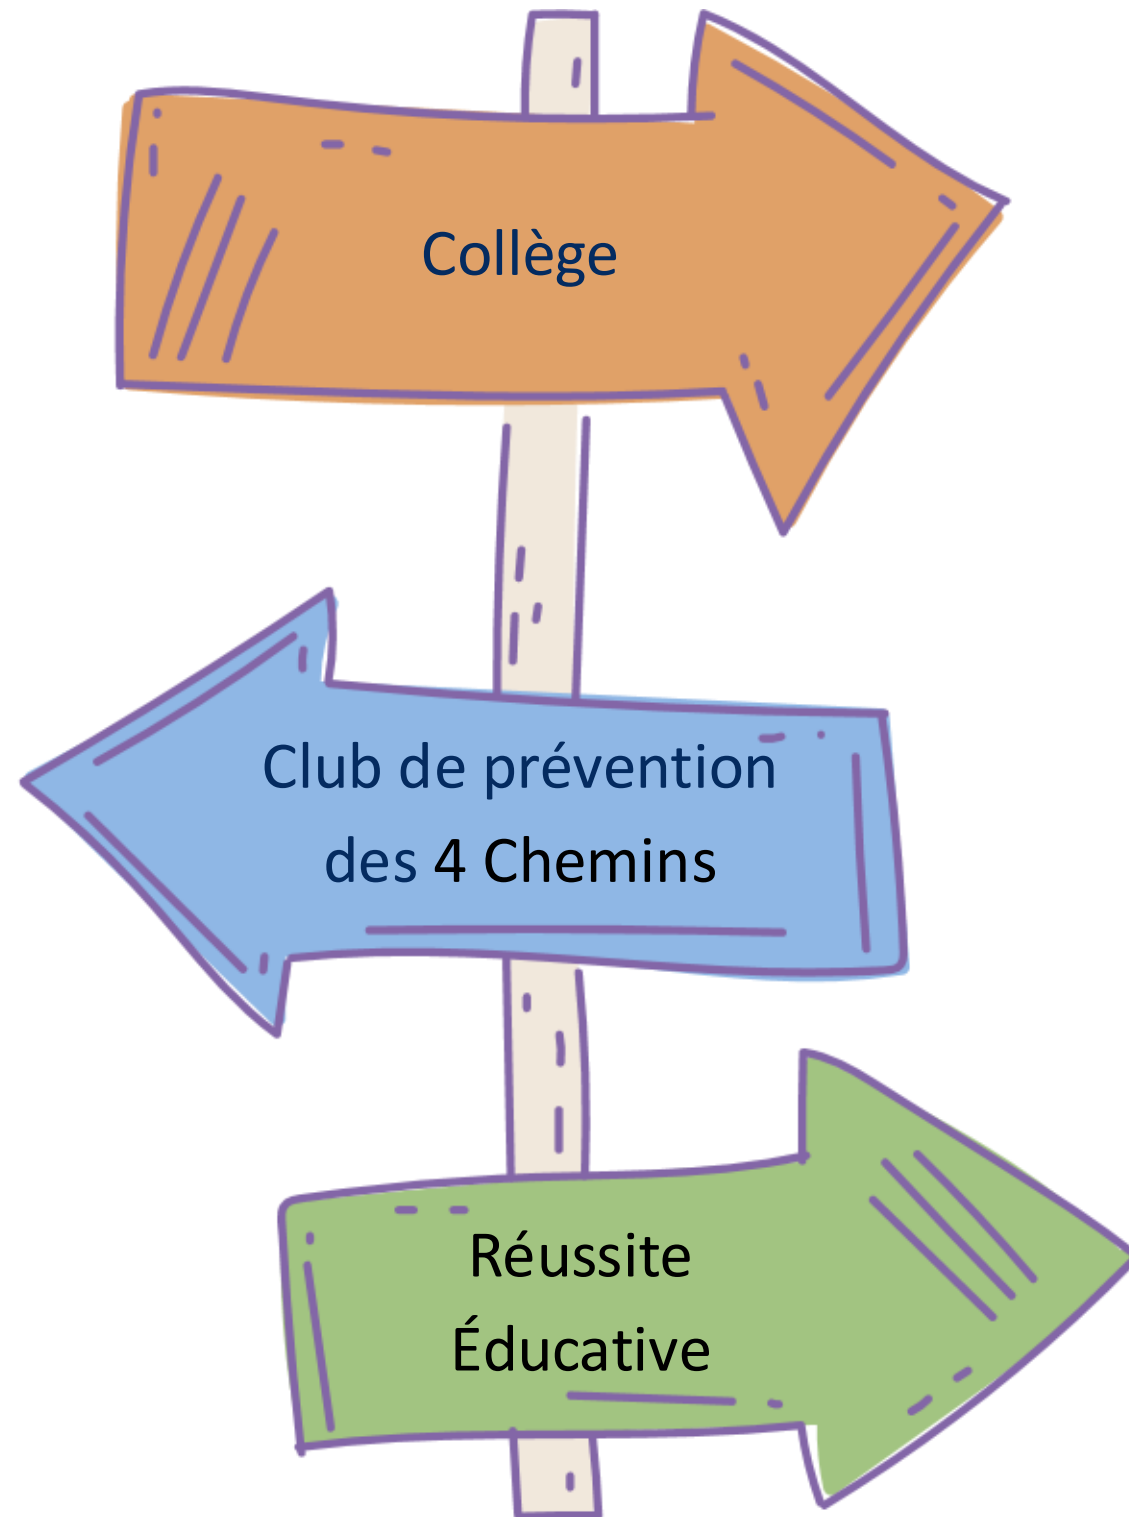 Collège
Club de prévention
des 4 Chemins
Réussite
Éducative